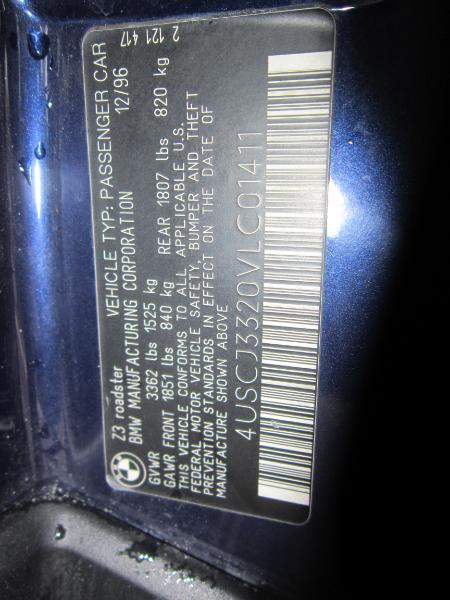 Z3 roadster VEHICLE TYP: PASSENGER CAR
BMW MANUFACTURING CORPORATION 12/96
GVWR 3362 lbs 1525 kg
GAWR FRONT 1851 lbs 840 kg REAR 1807 lbs 820 kg
THIS VEHICLE CONFORMS TO ALL APPLICABLE U.S.
FEDERAL MOTOR VEHICLE SAFETY, BUMPER AND THEFT
PREVENTION STANDARDS IN EFFECT ON THE DATE OF
MANUFACTURE SHOWN ABOVE
2 121 417
4USCJ3320VLC01411
BMW